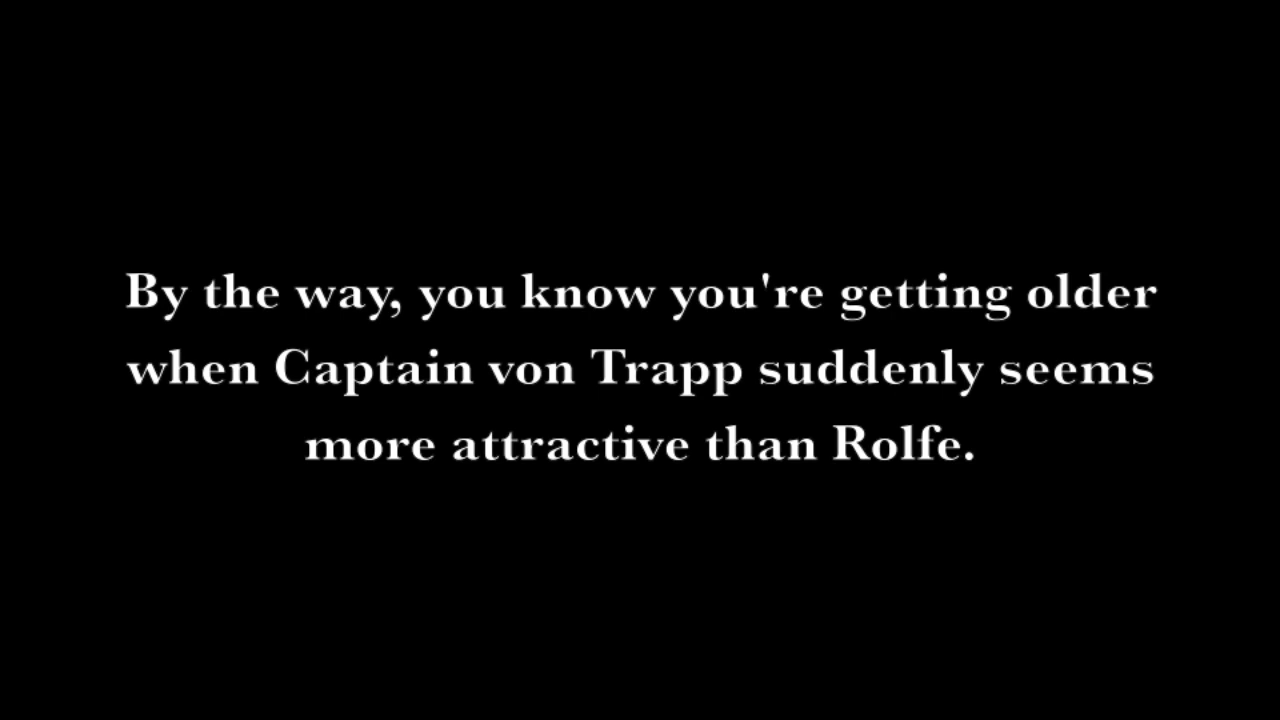 By the way, you know you're getting older
when Captain von Trapp suddenly seems
more attractive than Rolfe.